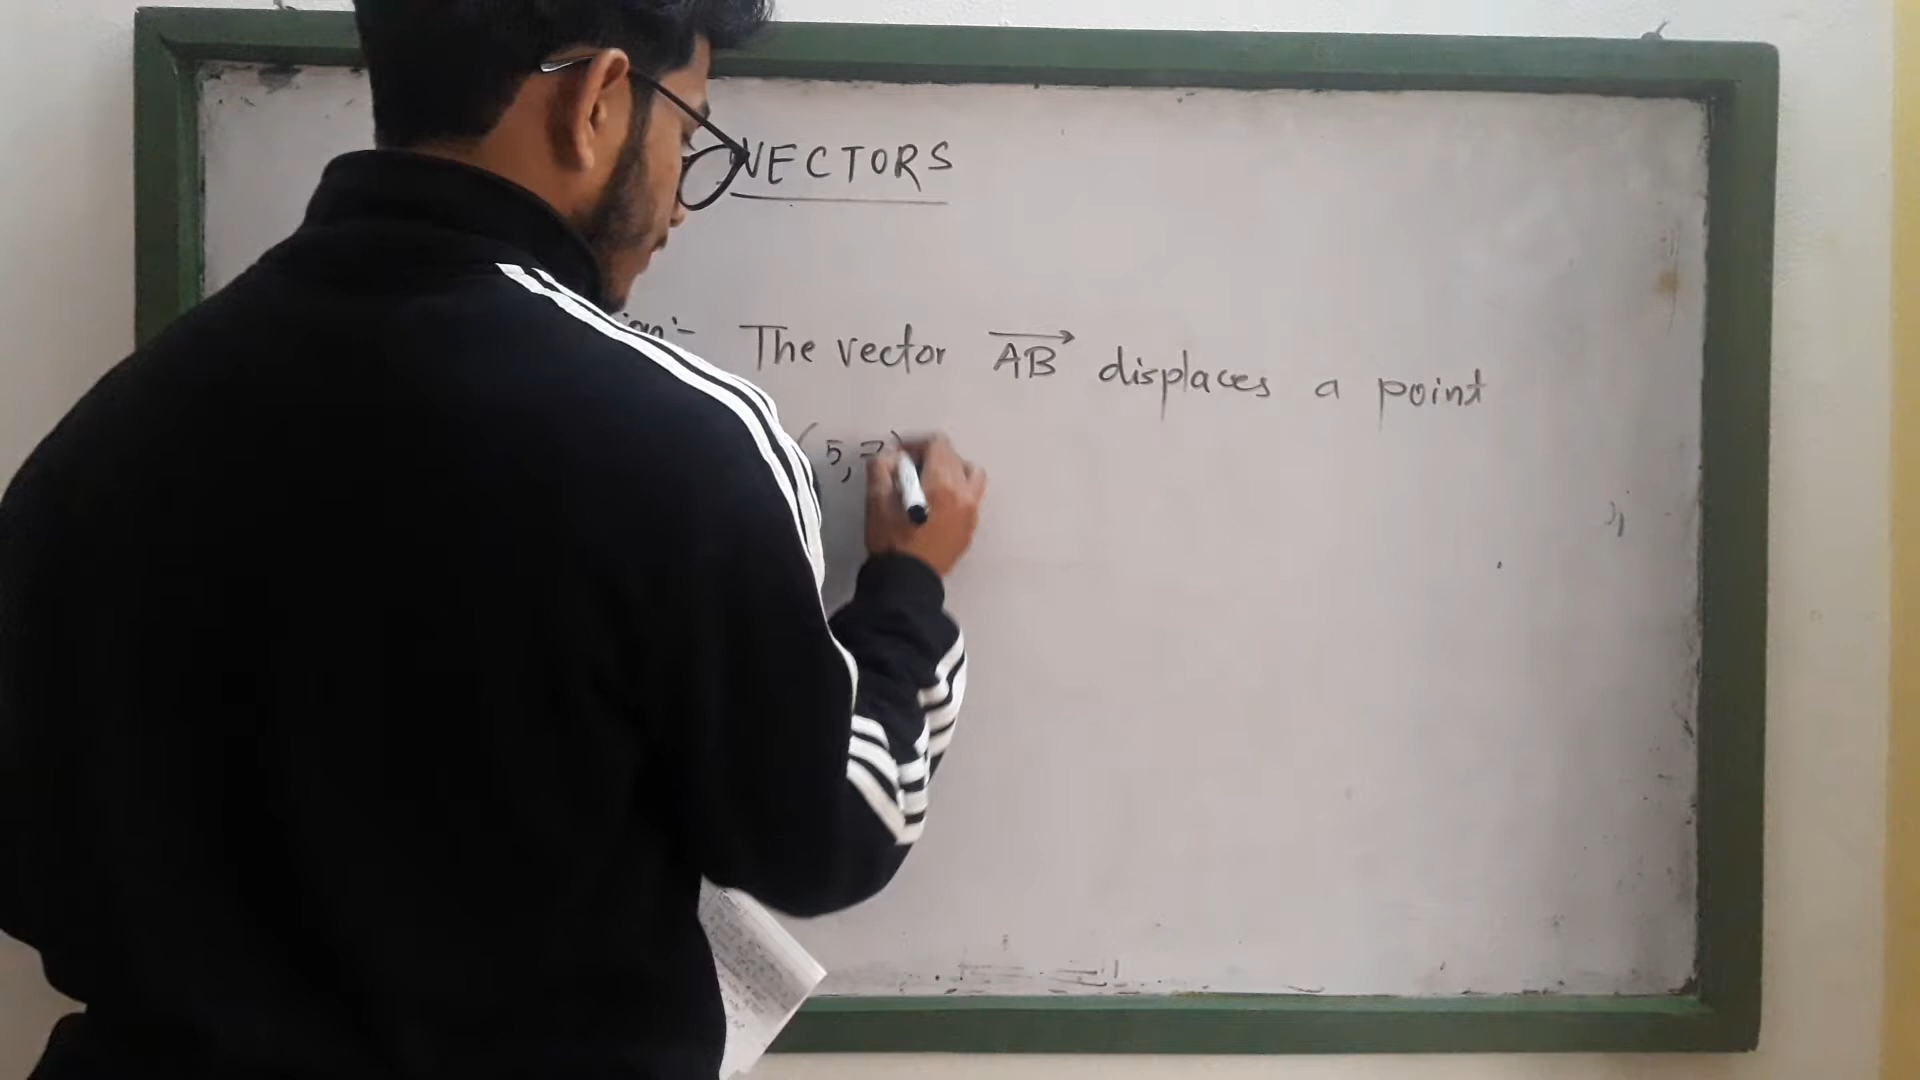 VECTORS
The vector AB displaces a point
(5,7)